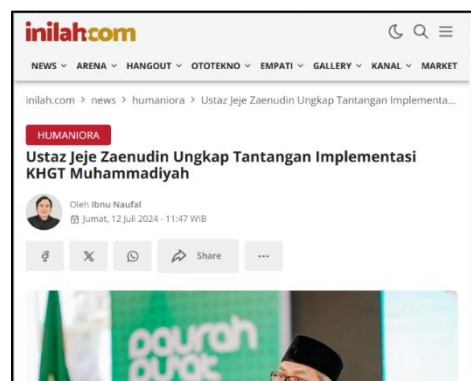 inilah.com
NEWS ARENA HANGOUT OTOTEKNO EMPATI GALLERY KANAL MARKET
inilah.com > news > humaniora > Ustaz Jeje Zaenudin Ungkap Tantangan Implementa...
HUMANIORA
Ustaz Jeje Zaenudin Ungkap Tantangan Implementasi
KHGT Muhammadiyah
Oleh Ibnu Naufal
Jumat, 12 Juli 2024 - 11:47 WIB
Share